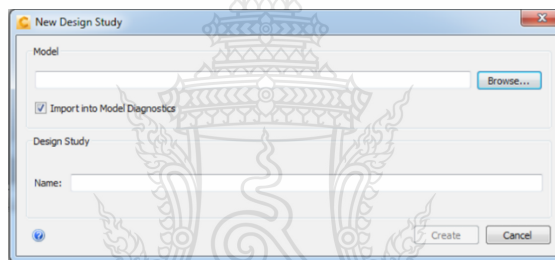 New Design Study
Model
Browse...
Import into Model Diagnostics
Design Study
Name:
Create
Cancel